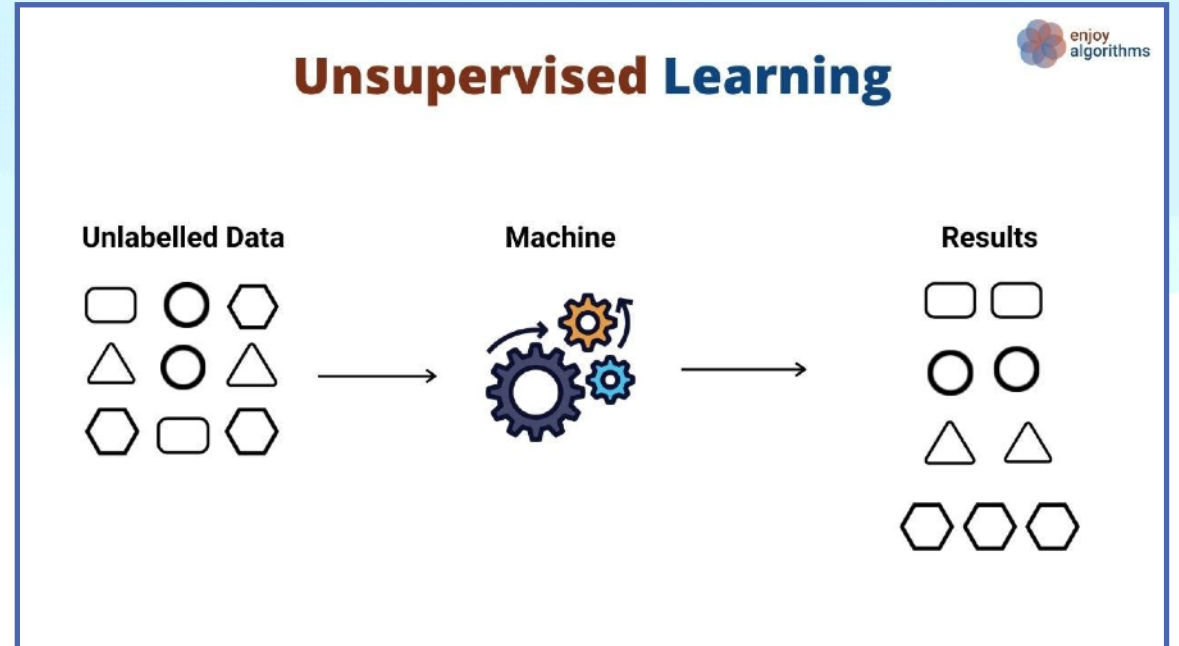 enjoy
algorithms
Unsupervised Learning
Unlabelled Data
Machine
Results